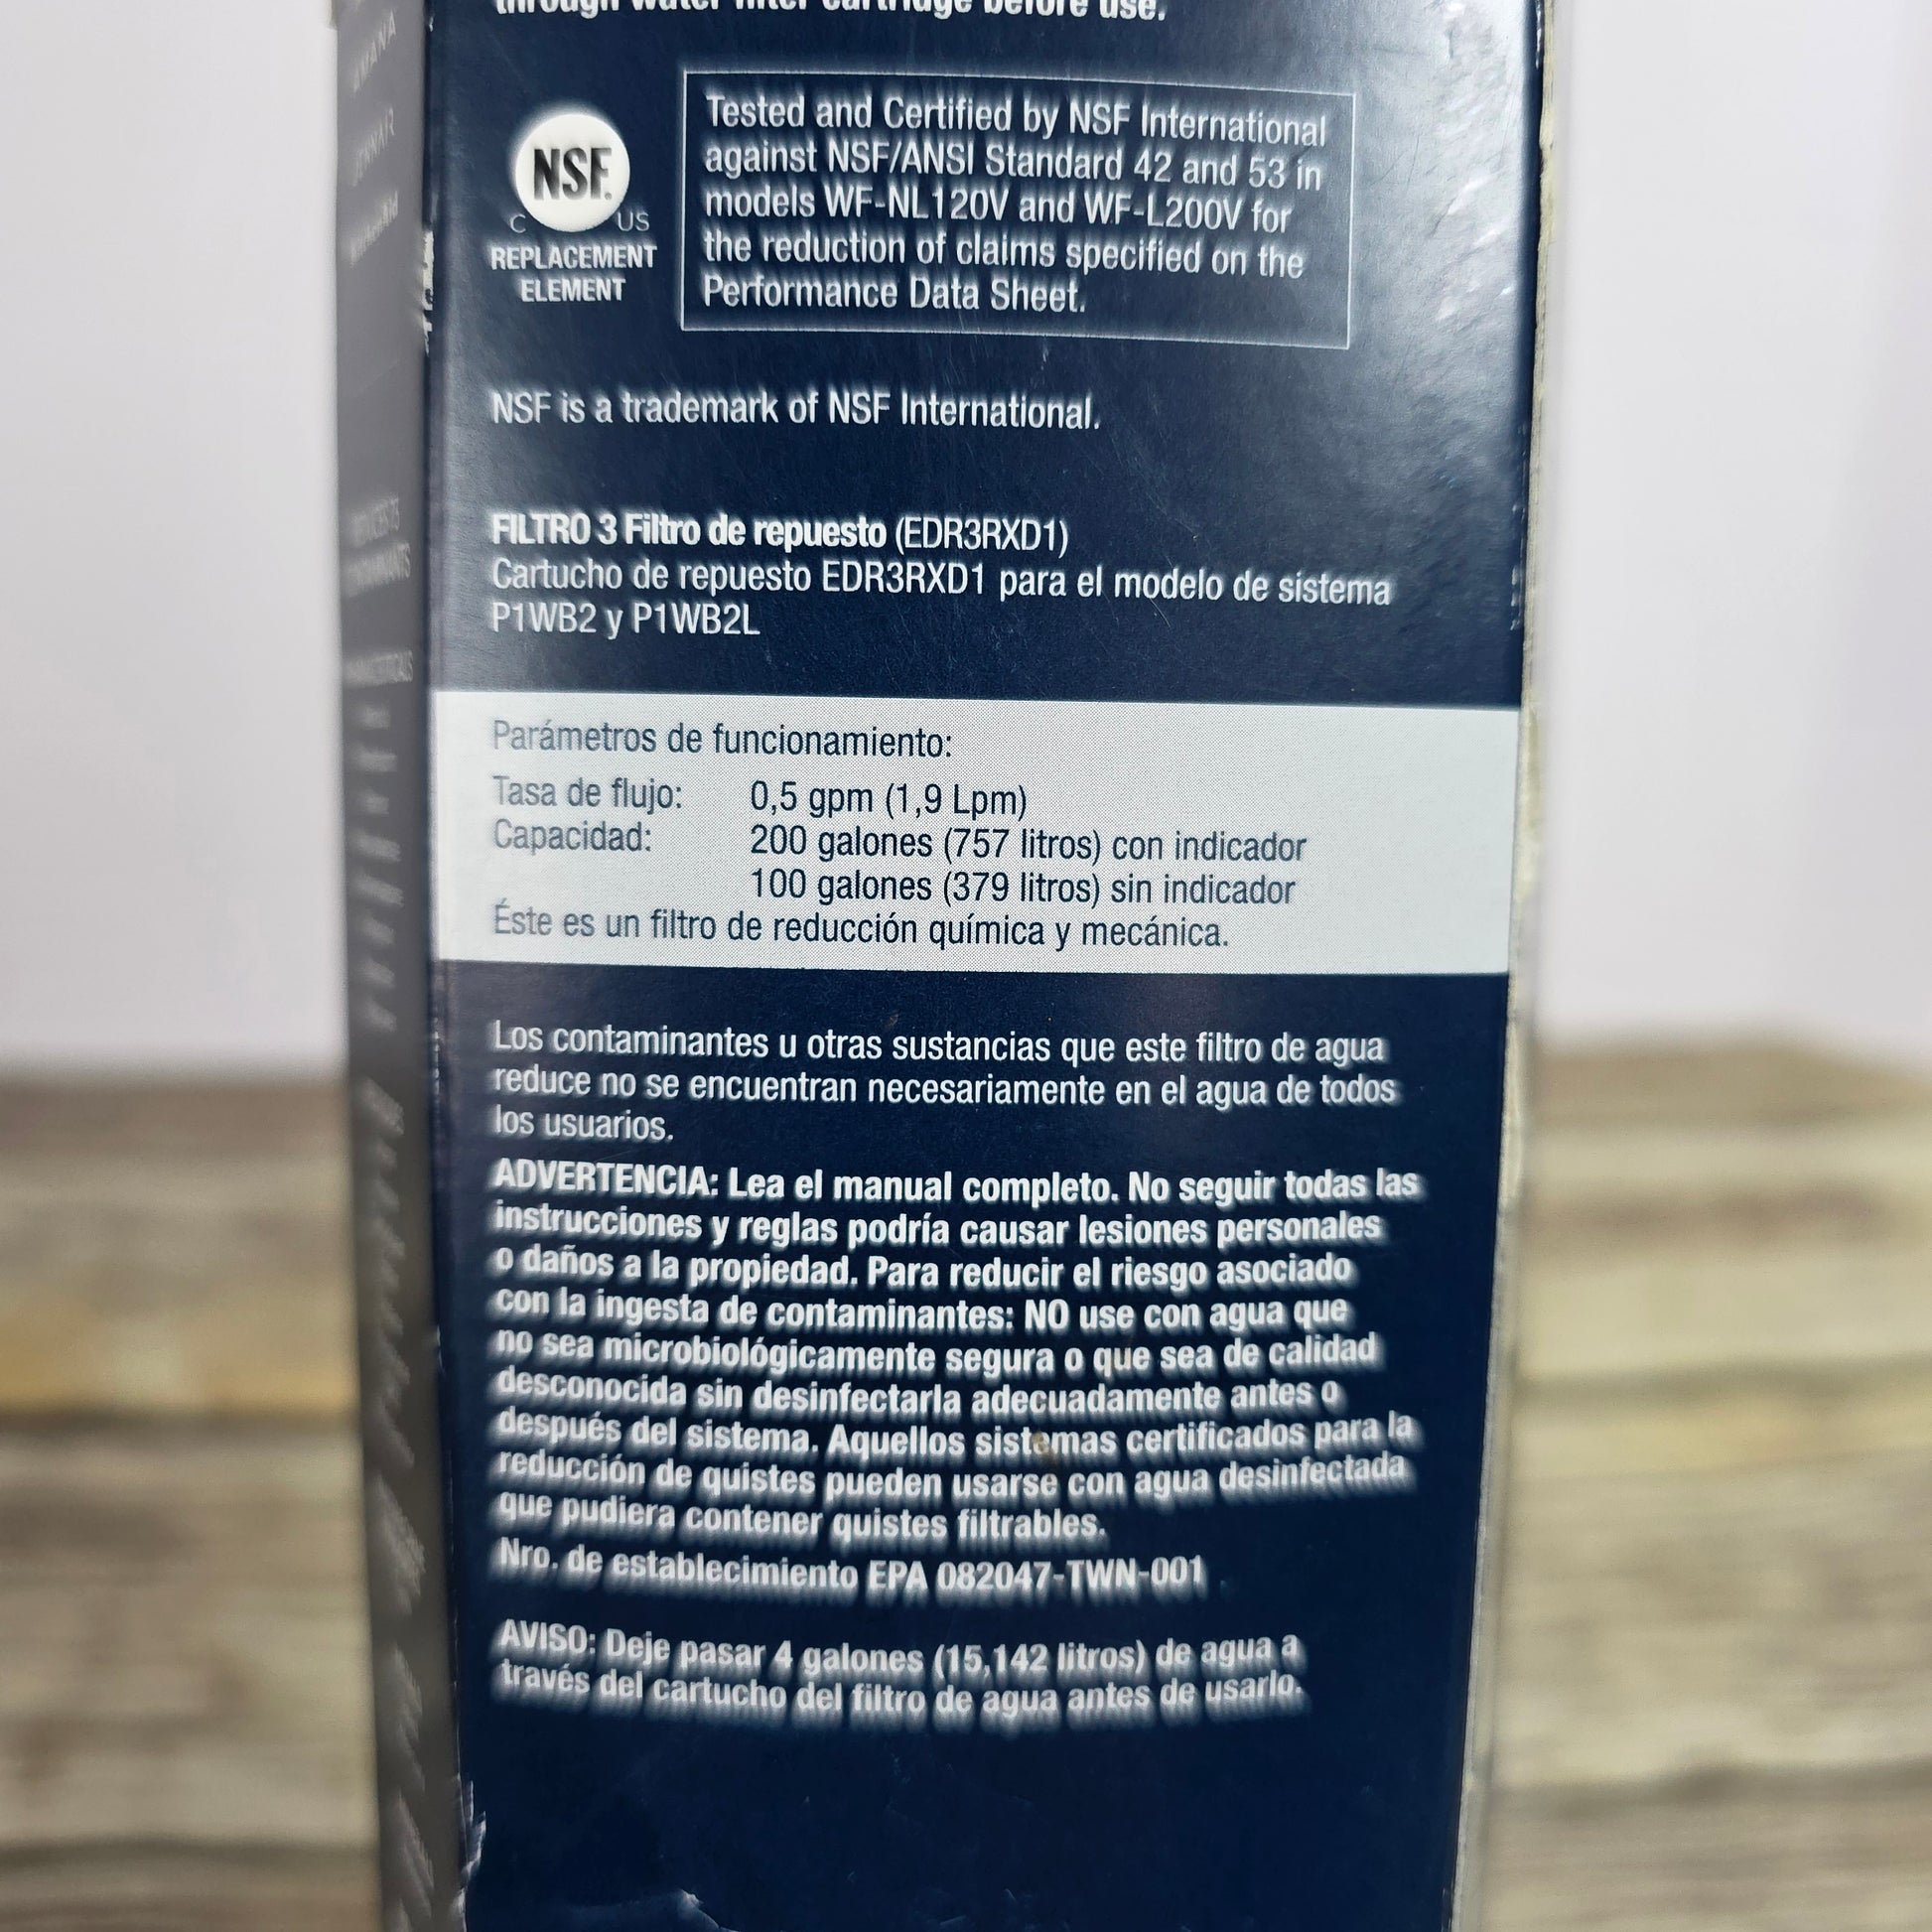 through water filter cartridge before use.
NSF.
C US
REPLACEMENT
ELEMENT
Tested and Certified by NSF International
against NSF/ANSI Standard 42 and 53 in
models WF-NL120V and WF-L200V for
the reduction of claims specified on the
Performance Data Sheet.
NSF is a trademark of NSF International.
FILTRO 3 Filtro de repuesto (EDR3RXD1)
Cartucho de repuesto EDR3RXD1 para el modelo de sistema
P1WB2 y P1WB2L
Parámetros de funcionamiento:
Tasa de flujo: 0,5 gpm (1,9 Lpm)
Capacidad: 200 galones (757 litros) con indicador
100 galones (379 litros) sin indicador
Éste es un filtro de reducción química y mecánica.
Los contaminantes u otras sustancias que este filtro de agua
reduce no se encuentran necesariamente en el agua de todos
los usuarios.
ADVERTENCIA: Lea el manual completo. No seguir todas las
instrucciones y reglas podría causar lesiones personales
o daños a la propiedad. Para reducir el riesgo asociado
con la ingesta de contaminantes: NO use con agua que
no sea microbiológicamente segura o que sea de calidad
desconocida sin desinfectarla adecuadamente antes o
después del sistema. Aquellos sistemas certificados para la
reducción de quistes pueden usarse con agua desinfectada
que pudiera contener quistes filtrables.
Nro. de establecimiento EPA 082047-TWN-001
AVISO: Deje pasar 4 galones (15,142 litros) de agua a
través del cartucho del filtro de agua antes de usarlo.
AMANA